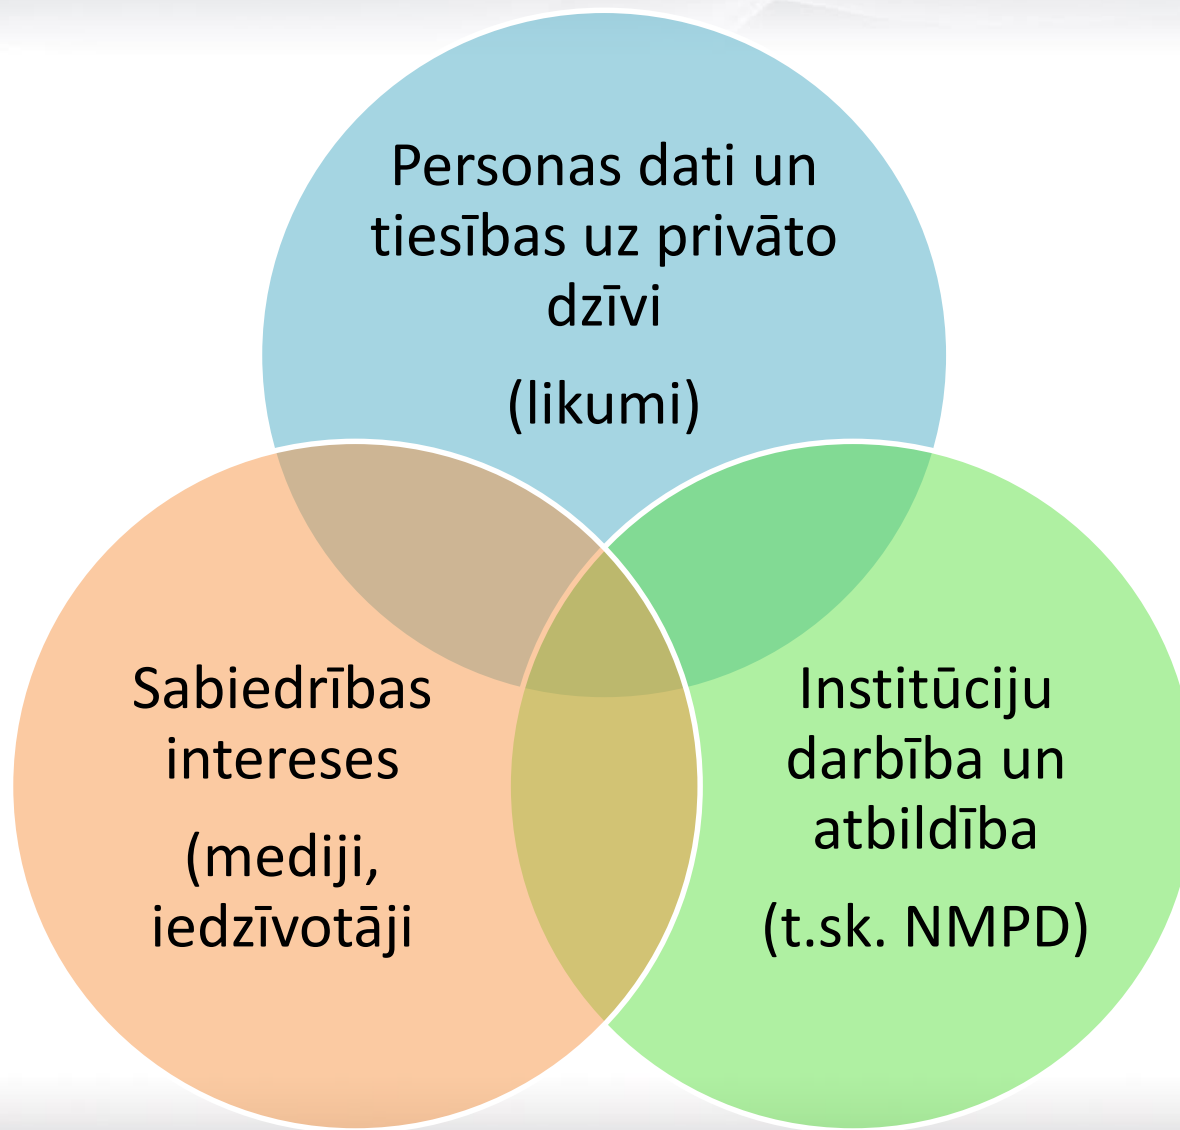 Personas dati un
tiesības uz privāto
dzīvi
(likumi)
Sabiedrības
intereses
(mediji,
iedzīvotāji
Institūciju
darbība un
atbildība
(t.sk. NMPD)